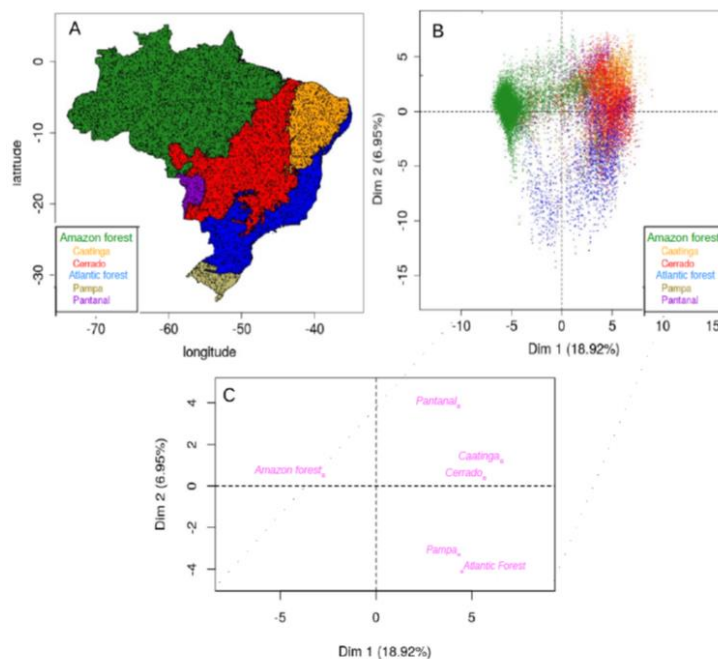 A
5
0
-10
-20
-30
latitude
Amazon forest
Caatinga
Cerrado
Atlantic forest
Pampa
Pantanal
-70
-60
-50
-40
longitude
B
5
0
-5
-10
-15
Dim 2 (6.95%)
Amazon forest
Caatinga
Cerrado
Atlantic forest
Pampa
Pantanal
-10
-5
0
5
10
15
Dim 1 (18.92%)
C
4
2
0
-2
-4
Dim 2 (6.95%)
Pantanal
Caatinga
Amazon forest
Cerrado
Pampa
Atlantic Forest
-5
0
5
Dim 1 (18.92%)